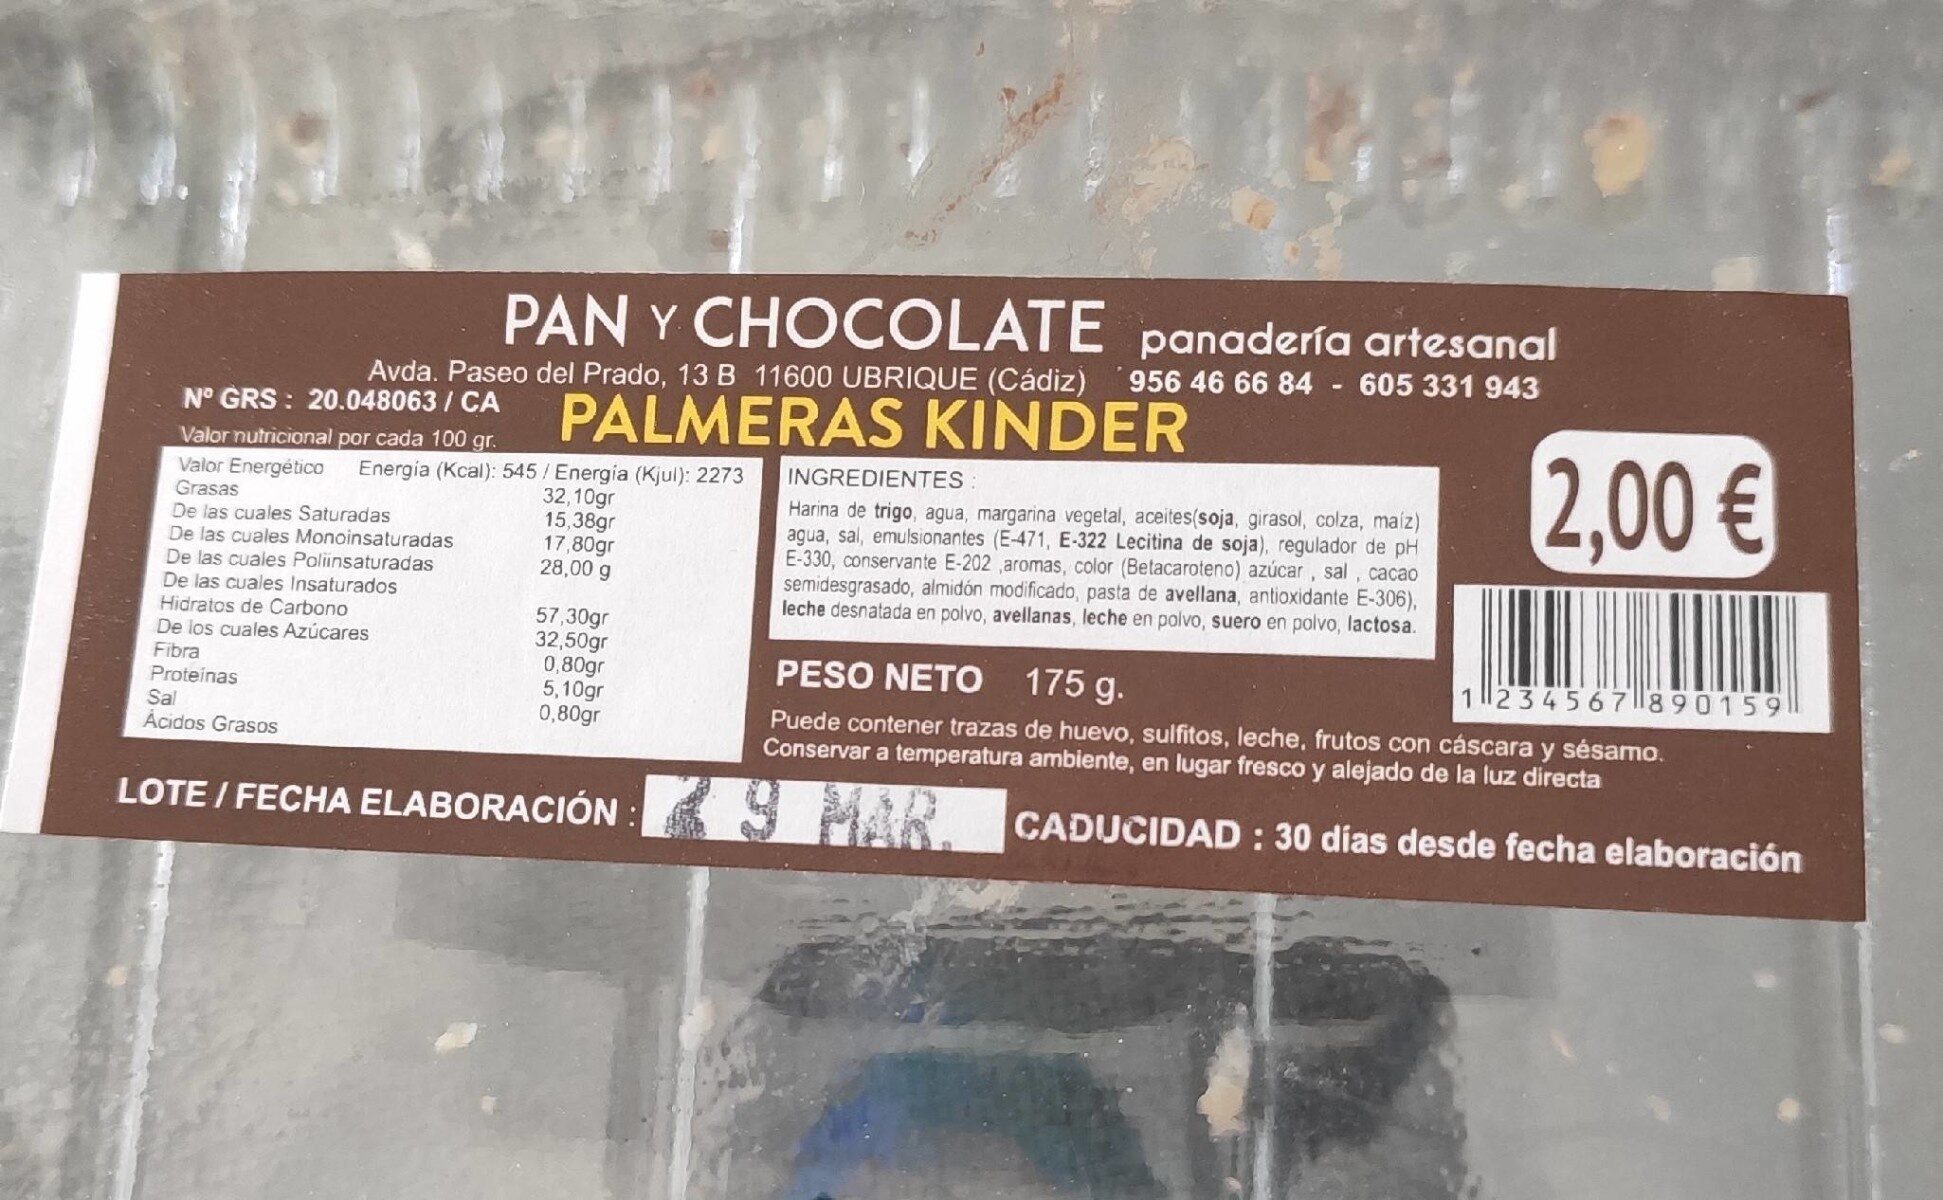 PAN Y CHOCOLATE panadería artesanal
Avda. Paseo del Prado, 13 B 11600 UBRIQUE (Cádiz) 956 46 66 84 - 605 331 943
Nº GRS : 20.048063 / CA
PALMERAS KINDER
Valor nutricional por cada 100 gr.
Valor Energético Energía (Kcal): 545 / Energía (Kjul): 2273
Grasas 32,10gr
De las cuales Saturadas 15,38gr
De las cuales Monoinsaturadas 17,80gr
De las cuales Poliinsaturadas 28,00 g
De las cuales Insaturados
Hidratos de Carbono 57,30gr
De los cuales Azúcares 32,50gr
Fibra 0,80gr
Proteínas 5,10gr
Sal 0,80gr
Ácidos Grasos
INGREDIENTES :
Harina de trigo, agua, margarina vegetal, aceites(soja, girasol, colza, maíz)
agua, sal, emulsionantes (E-471, E-322 Lecitina de soja), regulador de pH
E-330, conservante E-202 ,aromas, color (Betacaroteno) azúcar , sal , cacao
semidesgrasado, almidón modificado, pasta de avellana, antioxidante E-306),
leche desnatada en polvo, avellanas, leche en polvo, suero en polvo, lactosa.
2,00 €
1 234567 890159
PESO NETO 175 g.
Puede contener trazas de huevo, sulfitos, leche, frutos con cáscara y sésamo.
Conservar a temperatura ambiente, en lugar fresco y alejado de la luz directa
LOTE / FECHA ELABORACIÓN : 29 MAR. CADUCIDAD : 30 días desde fecha elaboración